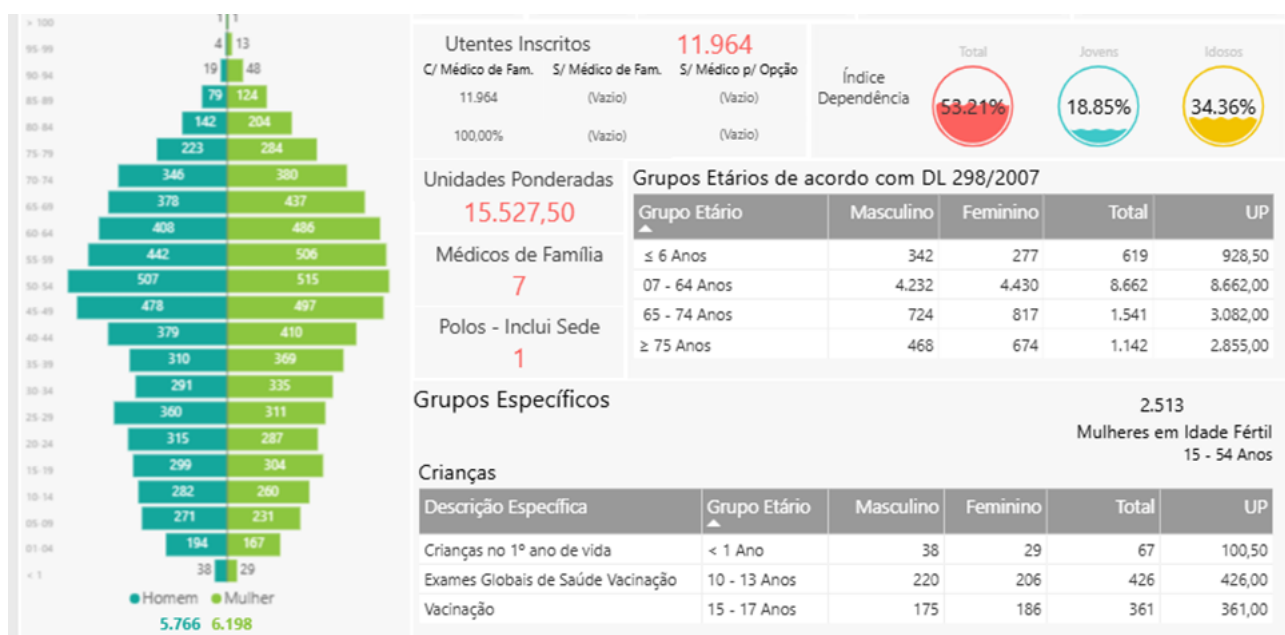 > 100 1 1
95-99 4 13
90-94 19 48
85-89 79 124
80-84 142 204
75-79 223 284
70-74 346 380
65-69 378 437
60-64 408 486
55-59 442 506
50-54 507 515
45-49 478 497
40-44 379 410
35-39 310 369
30-34 291 335
25-29 360 311
20-24 315 287
15-19 299 304
10-14 282 260
05-09 271 231
01-04 194 167
< 1 38 29
Homem Mulher
5.766 6.198
Utentes Inscritos 11.964
C/ Médico de Fam. S/ Médico de Fam. S/ Médico p/ Opção
11.964 (Vazio) (Vazio)
100,00% (Vazio) (Vazio)
Índice
Dependência
Total Jovens Idosos
53.21% 18.85% 34.36%
Unidades Ponderadas
15.527,50
Médicos de Família
7
Polos - Inclui Sede
1
Grupos Etários de acordo com DL 298/2007
Grupo Etário Masculino Feminino Total UP
≤ 6 Anos 342 277 619 928,50
07 - 64 Anos 4.232 4.430 8.662 8.662,00
65 - 74 Anos 724 817 1.541 3.082,00
≥ 75 Anos 468 674 1.142 2.855,00
Grupos Específicos
2.513
Mulheres em Idade Fértil
15 - 54 Anos
Crianças
Descrição Específica Grupo Etário Masculino Feminino Total UP
Crianças no 1º ano de vida < 1 Ano 38 29 67 100,50
Exames Globais de Saúde Vacinação 10 - 13 Anos 220 206 426 426,00
Vacinação 15 - 17 Anos 175 186 361 361,00